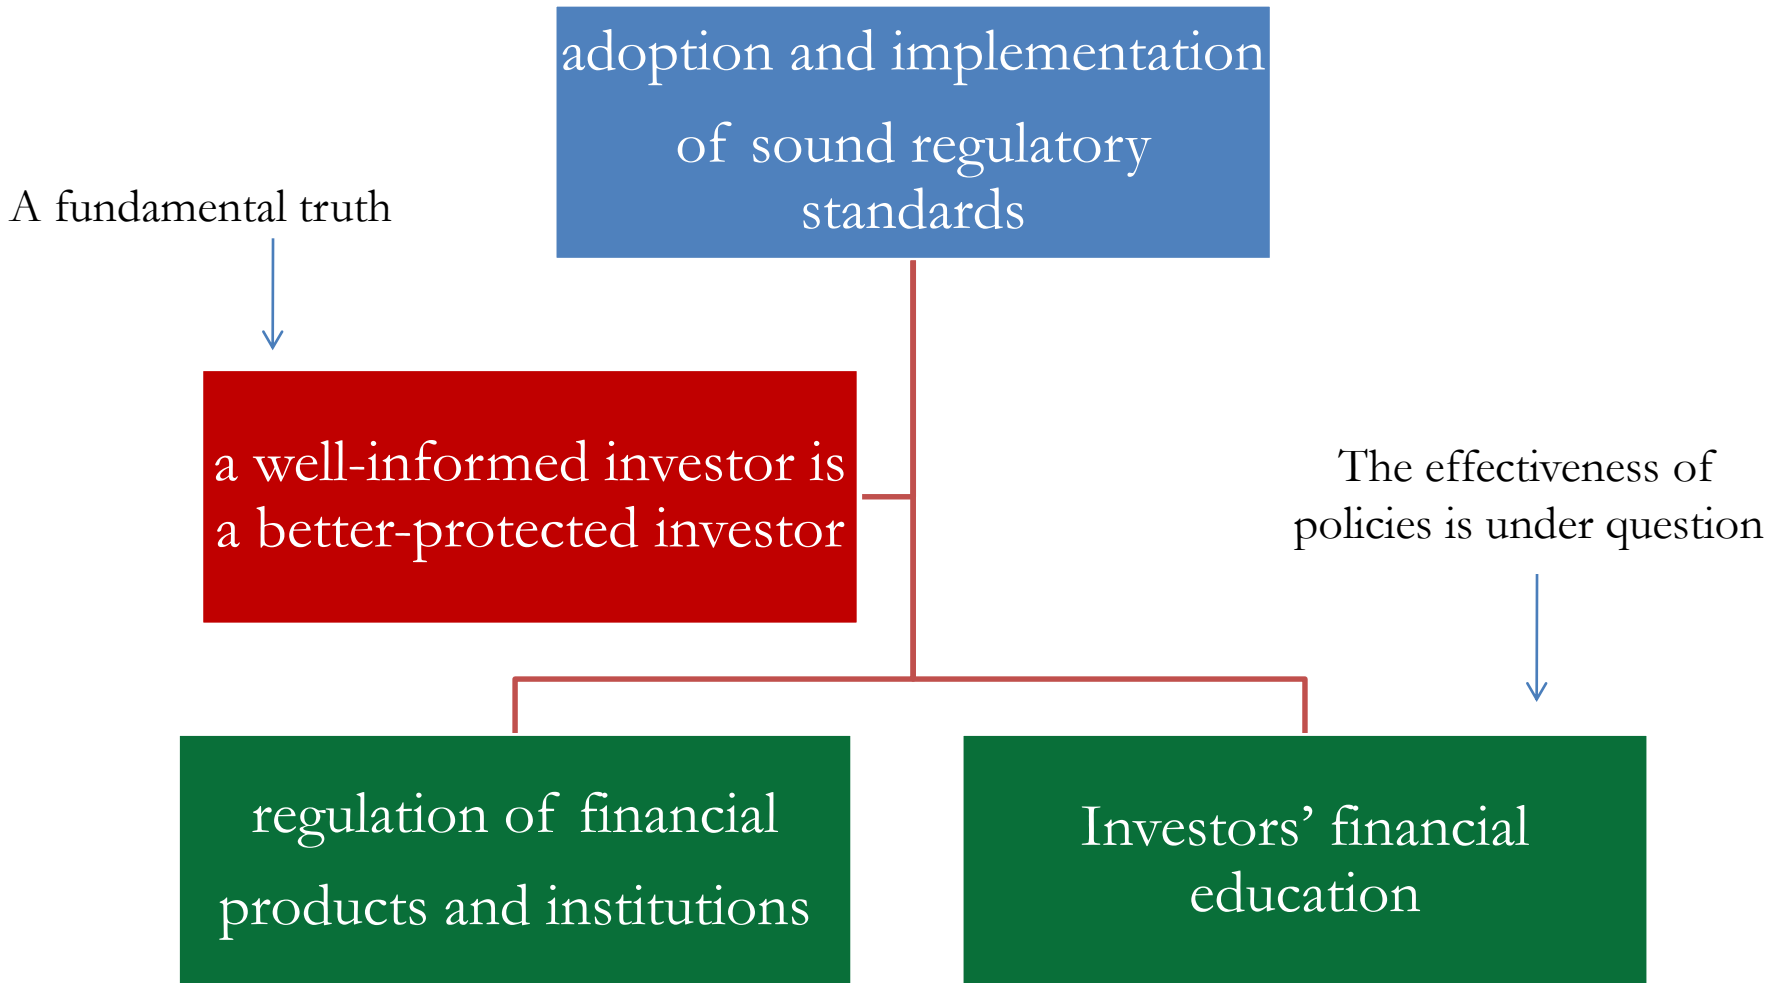 adoption and implementation
of sound regulatory
standards
A fundamental truth
a well-informed investor is
a better-protected investor
The effectiveness of
policies is under question
regulation of financial
products and institutions
Investors’ financial
education